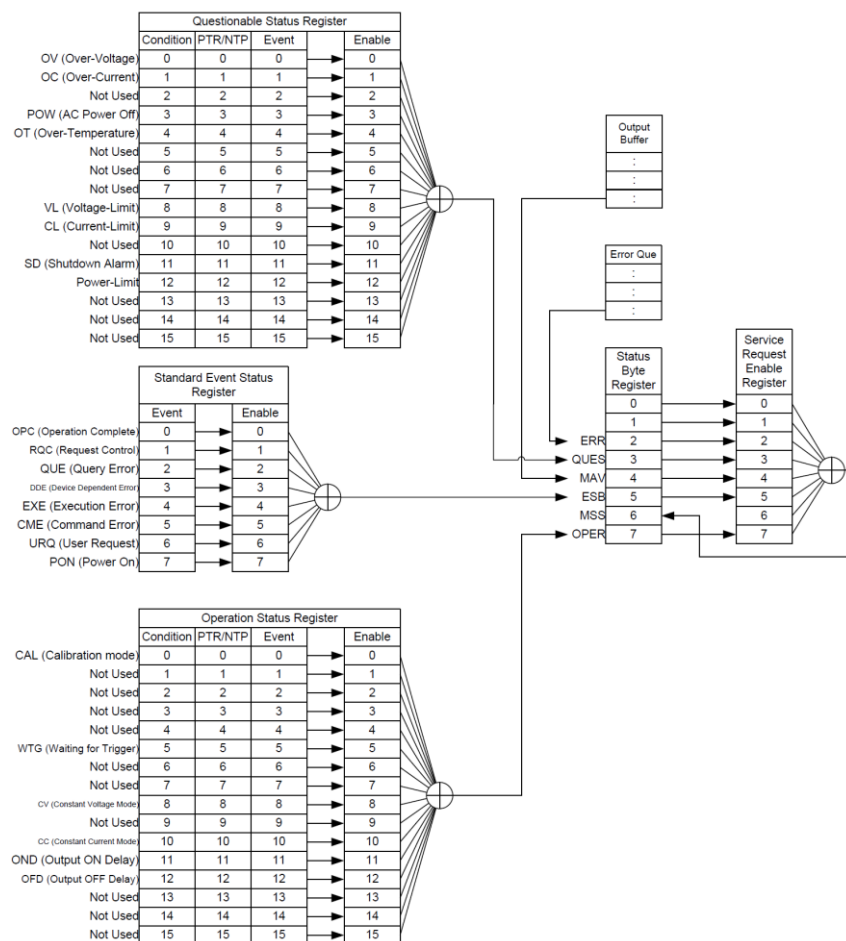 Questionable Status Register
Condition PTR/NTP Event Enable
OV (Over-Voltage) 0 0 0 0
OC (Over-Current) 1 1 1 1
Not Used 2 2 2 2
POW (AC Power Off) 3 3 3 3
OT (Over-Temperature) 4 4 4 4
Not Used 5 5 5 5
Not Used 6 6 6 6
Not Used 7 7 7 7
VL (Voltage-Limit) 8 8 8 8
CL (Current-Limit) 9 9 9 9
Not Used 10 10 10 10
SD (Shutdown Alarm) 11 11 11 11
Power-Limit 12 12 12 12
Not Used 13 13 13 13
Not Used 14 14 14 14
Not Used 15 15 15 15
Output
Buffer
:
:
:
Error Que
:
:
:
Standard Event Status
Register
Event Enable
OPC (Operation Complete) 0 0
RQC (Request Control) 1 1
QUE (Query Error) 2 2
DDE (Device Dependent Error) 3 3
EXE (Execution Error) 4 4
CME (Command Error) 5 5
URQ (User Request) 6 6
PON (Power On) 7 7
Status
Byte
Register
Service
Request
Enable
Register
0 0
1 1
ERR 2 2
QUES 3 3
MAV 4 4
ESB 5 5
MSS 6 6
OPER 7 7
Operation Status Register
Condition PTR/NTP Event Enable
CAL (Calibration mode) 0 0 0 0
Not Used 1 1 1 1
Not Used 2 2 2 2
Not Used 3 3 3 3
Not Used 4 4 4 4
WTG (Waiting for Trigger) 5 5 5 5
Not Used 6 6 6 6
Not Used 7 7 7 7
CV (Constant Voltage Mode) 8 8 8 8
Not Used 9 9 9 9
CC (Constant Current Mode) 10 10 10 10
OND (Output ON Delay) 11 11 11 11
OFD (Output OFF Delay) 12 12 12 12
Not Used 13 13 13 13
Not Used 14 14 14 14
Not Used 15 15 15 15